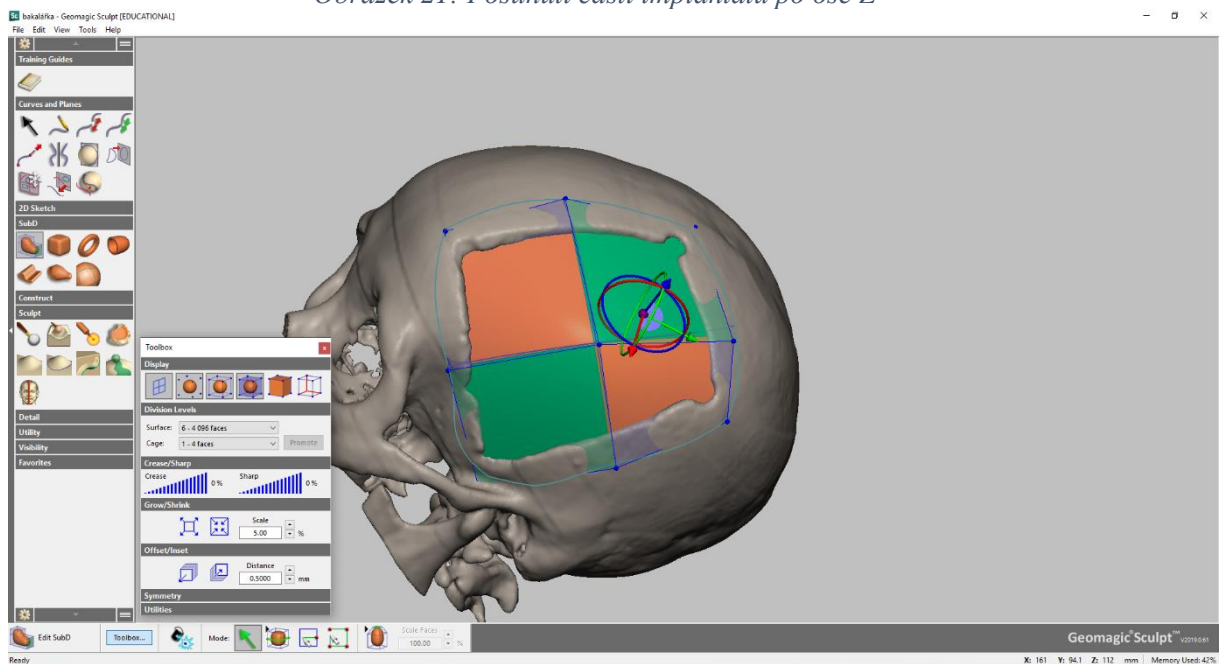 Obrázek 21: Posunutí části implantátu po ose Z
bakalářka - Geomagic Sculpt [EDUCATIONAL]
File Edit View Tools Help
Training Guides
Curves and Planes
2D Sketch
SubD
Construct
Sculpt
Detail
Utility
Visibility
Favorites
Toolbox
Display
Division Levels
Surface: 6 - 4 096 faces
Cage: 1 - 4 faces Promote
Crease/Sharp
Crease 0 % Sharp 0 %
Grow/Shrink
Scale
5.00 %
Offset/Inset
Distance
0.5000 mm
Symmetry
Utilities
Edit SubD Toolbox... Mode: Scale Faces
100.00 %
Geomagic® Sculpt™ V2019.0.61
Ready X: 161 Y: 94.1 Z: 112 mm Memory Used: 42%